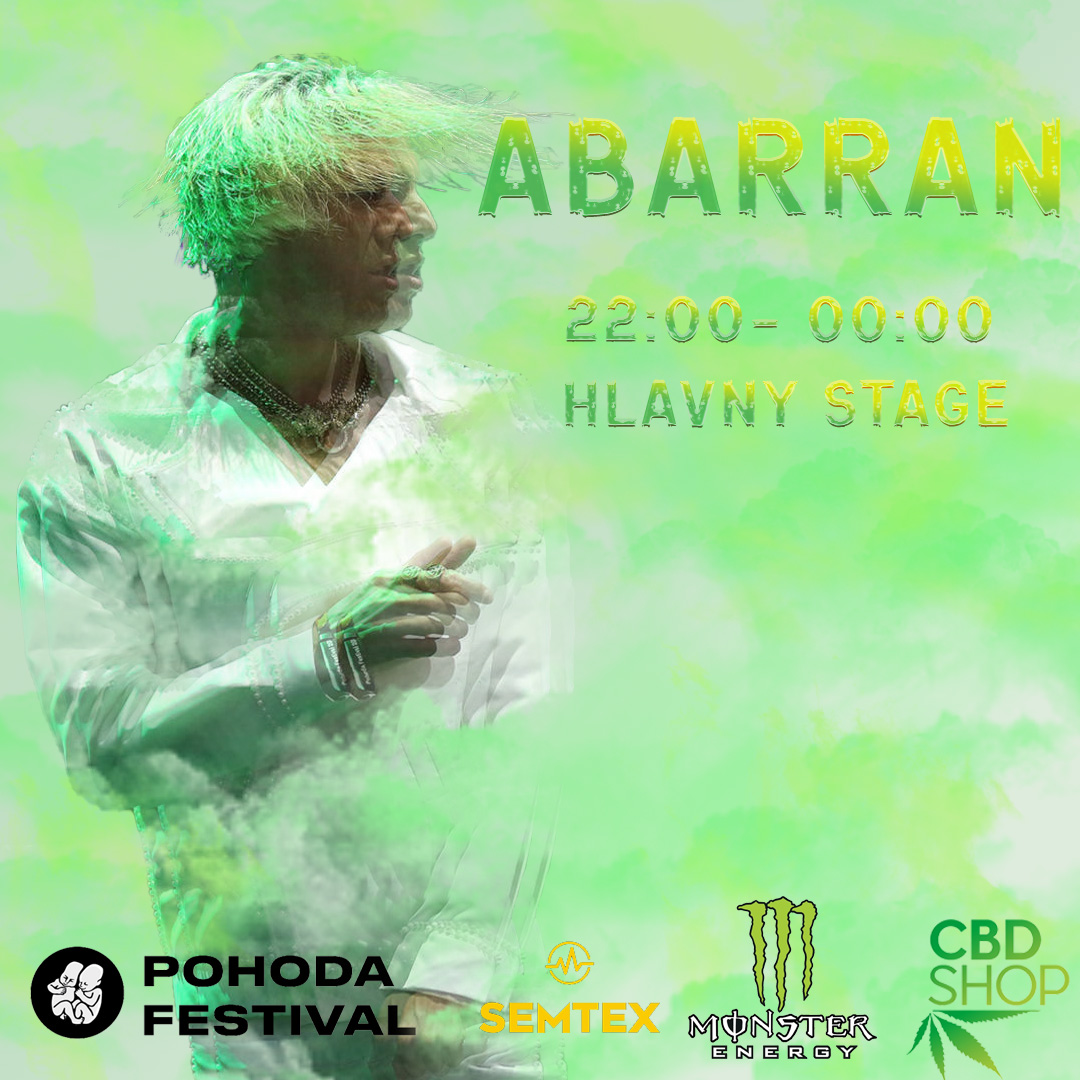 ABARRAN
22:00- 00:00
HLAVNY STAGE
POHODA
FESTIVAL
SEMTEX
MONSTER
ENERGY
CBD
SHOP